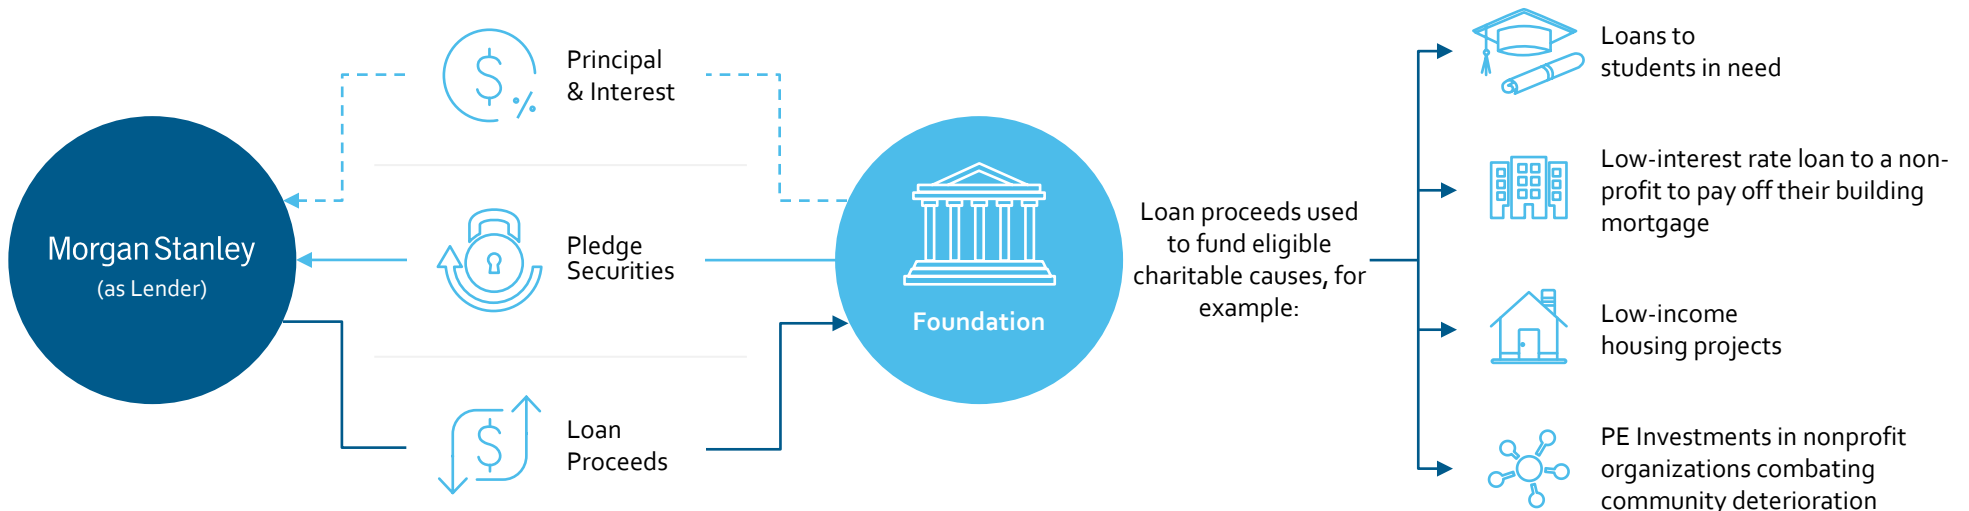 Morgan Stanley
(as Lender)
$
%
Principal
& Interest
Pledge
Securities
$
Loan
Proceeds
Foundation
Loan proceeds used
to fund eligible
charitable causes, for
example:
Loans to
students in need
Low-interest rate loan to a non-
profit to pay off their building
mortgage
Low-income
housing projects
PE Investments in nonprofit
organizations combating
community deterioration